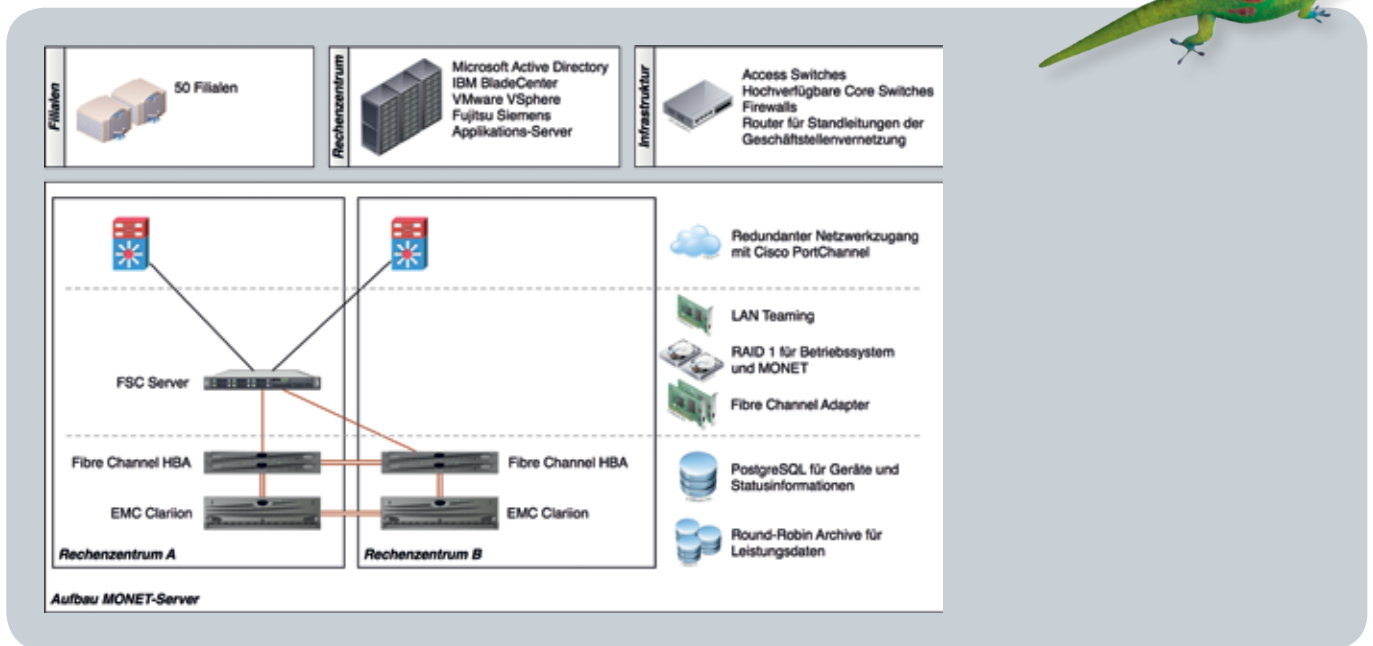 Filialen
50 Filialen
Rechenzentrum
Microsoft Active Directory
IBM BladeCenter
VMware VSphere
Fujitsu Siemens
Applikations-Server
Infrastruktur
Access Switches
Hochverfügbare Core Switches
Firewalls
Router für Standleitungen der
Geschäftstellenvernetzung
Redundanter Netzwerkzugang
mit Cisco PortChannel
LAN Teaming
RAID 1 für Betriebssystem
und MONET
FSC Server
Fibre Channel Adapter
Fibre Channel HBA
Fibre Channel HBA
PostgreSQL für Geräte und
Statusinformationen
EMC Clariion
EMC Clariion
Round-Robin Archive für
Leistungsdaten
Rechenzentrum A
Rechenzentrum B
Aufbau MONET-Server